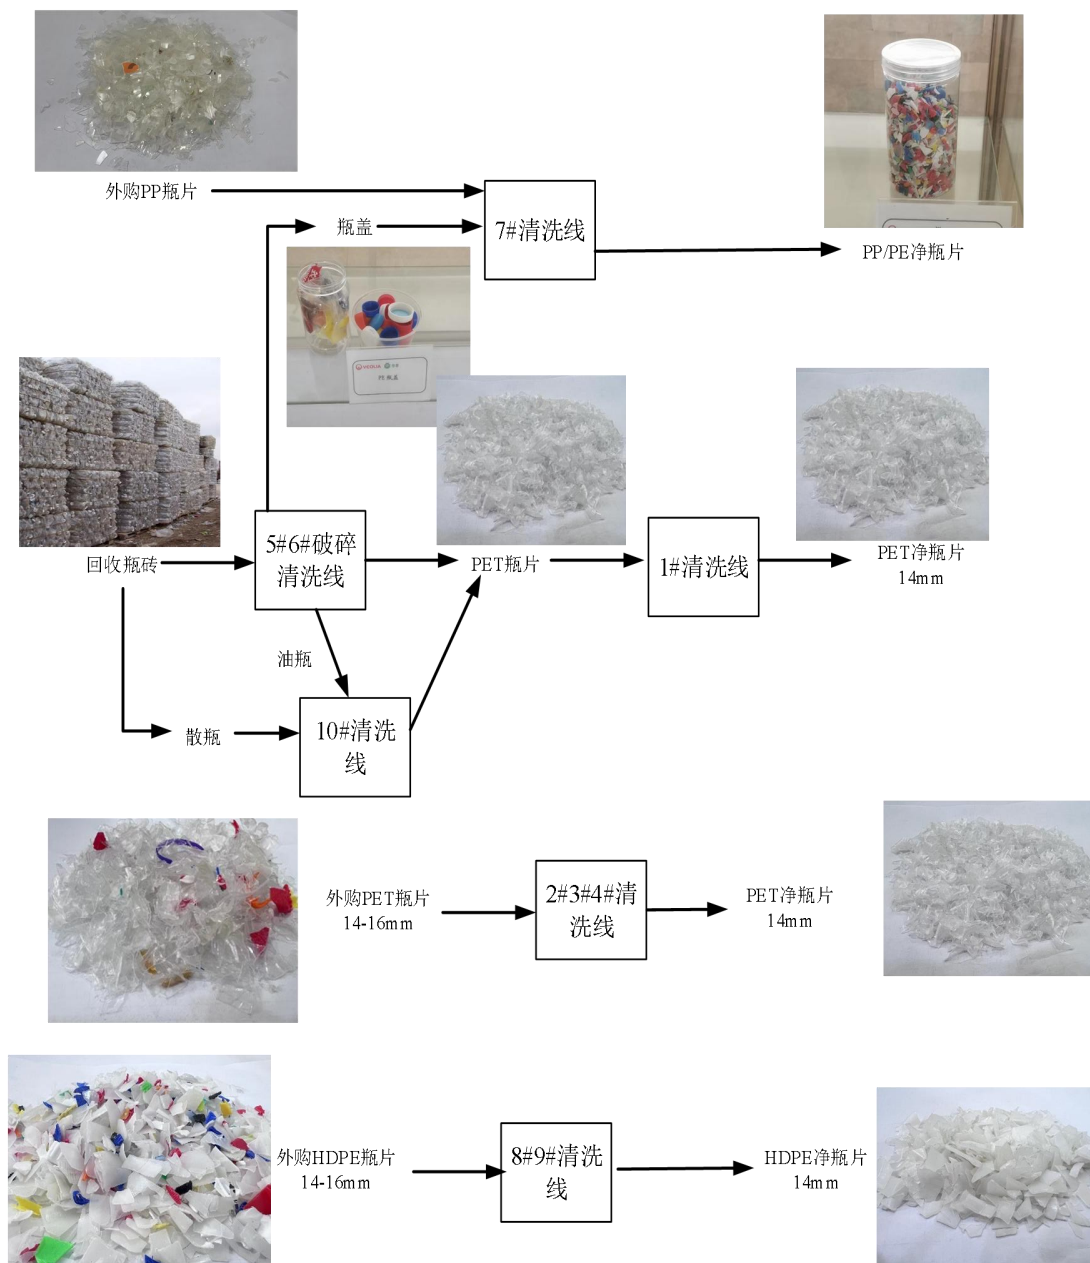 外购PP瓶片
瓶盖
7#清洗线
PP/PE净瓶片
回收瓶砖
5#6#破碎
清洗线
PET瓶片
1#清洗线
PET净瓶片
14mm
油瓶
散瓶
10#清洗
线
外购PET瓶片
14-16mm
2#3#4#清
洗线
PET净瓶片
14mm
外购HDPE瓶片
14-16mm
8#9#清洗
线
HDPE净瓶片
14mm